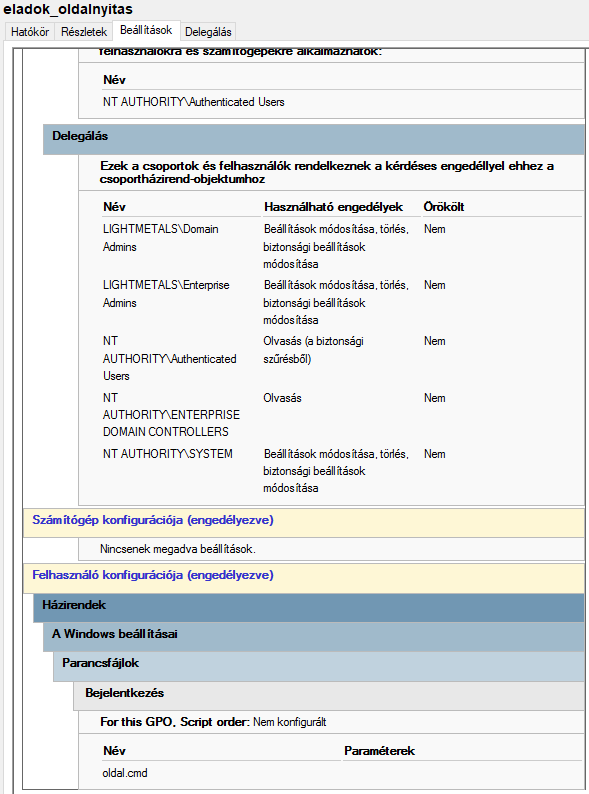 eladok_oldalnyitas
Hatókör Részletek Beállítások Delegálás
felhasználókra és számítógépekre alkalmazhatók:
Név
NT AUTHORITY\Authenticated Users
Delegálás
Ezek a csoportok és felhasználók rendelkeznek a kérdéses engedéllyel ehhez a
csoportházirend-objektumhoz
Név Használható engedélyek Örökölt
LIGHTMETALS\Domain Beállítások módosítása, törlés, Nem
Admins biztonsági beállítások
módosítása
LIGHTMETALS\Enterprise Beállítások módosítása, törlés, Nem
Admins biztonsági beállítások
módosítása
NT Olvasás (a biztonsági Nem
AUTHORITY\Authenticated szűrésből)
Users
NT Olvasás Nem
AUTHORITY\ENTERPRISE
DOMAIN CONTROLLERS
NT AUTHORITY\SYSTEM Beállítások módosítása, törlés, Nem
biztonsági beállítások
módosítása
Számítógép konfigurációja (engedélyezve)
Nincsenek megadva beállítások.
Felhasználó konfigurációja (engedélyezve)
Házirendek
A Windows beállításai
Parancsfájlok
Bejelentkezés
For this GPO, Script order: Nem konfigurált
Név Paraméterek
oldal.cmd